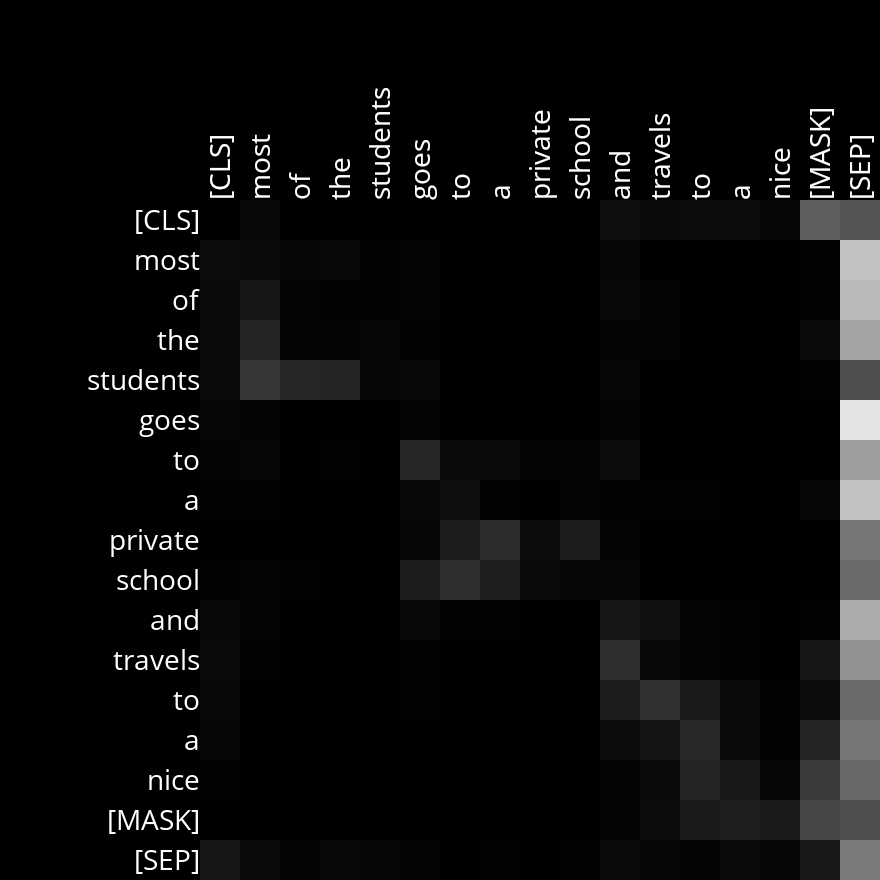 [CLS] most of the students goes to a private school and travels to a nice [MASK] [SEP]
[CLS]
most
of
the
students
goes
to
a
private
school
and
travels
to
a
nice
[MASK]
[SEP]